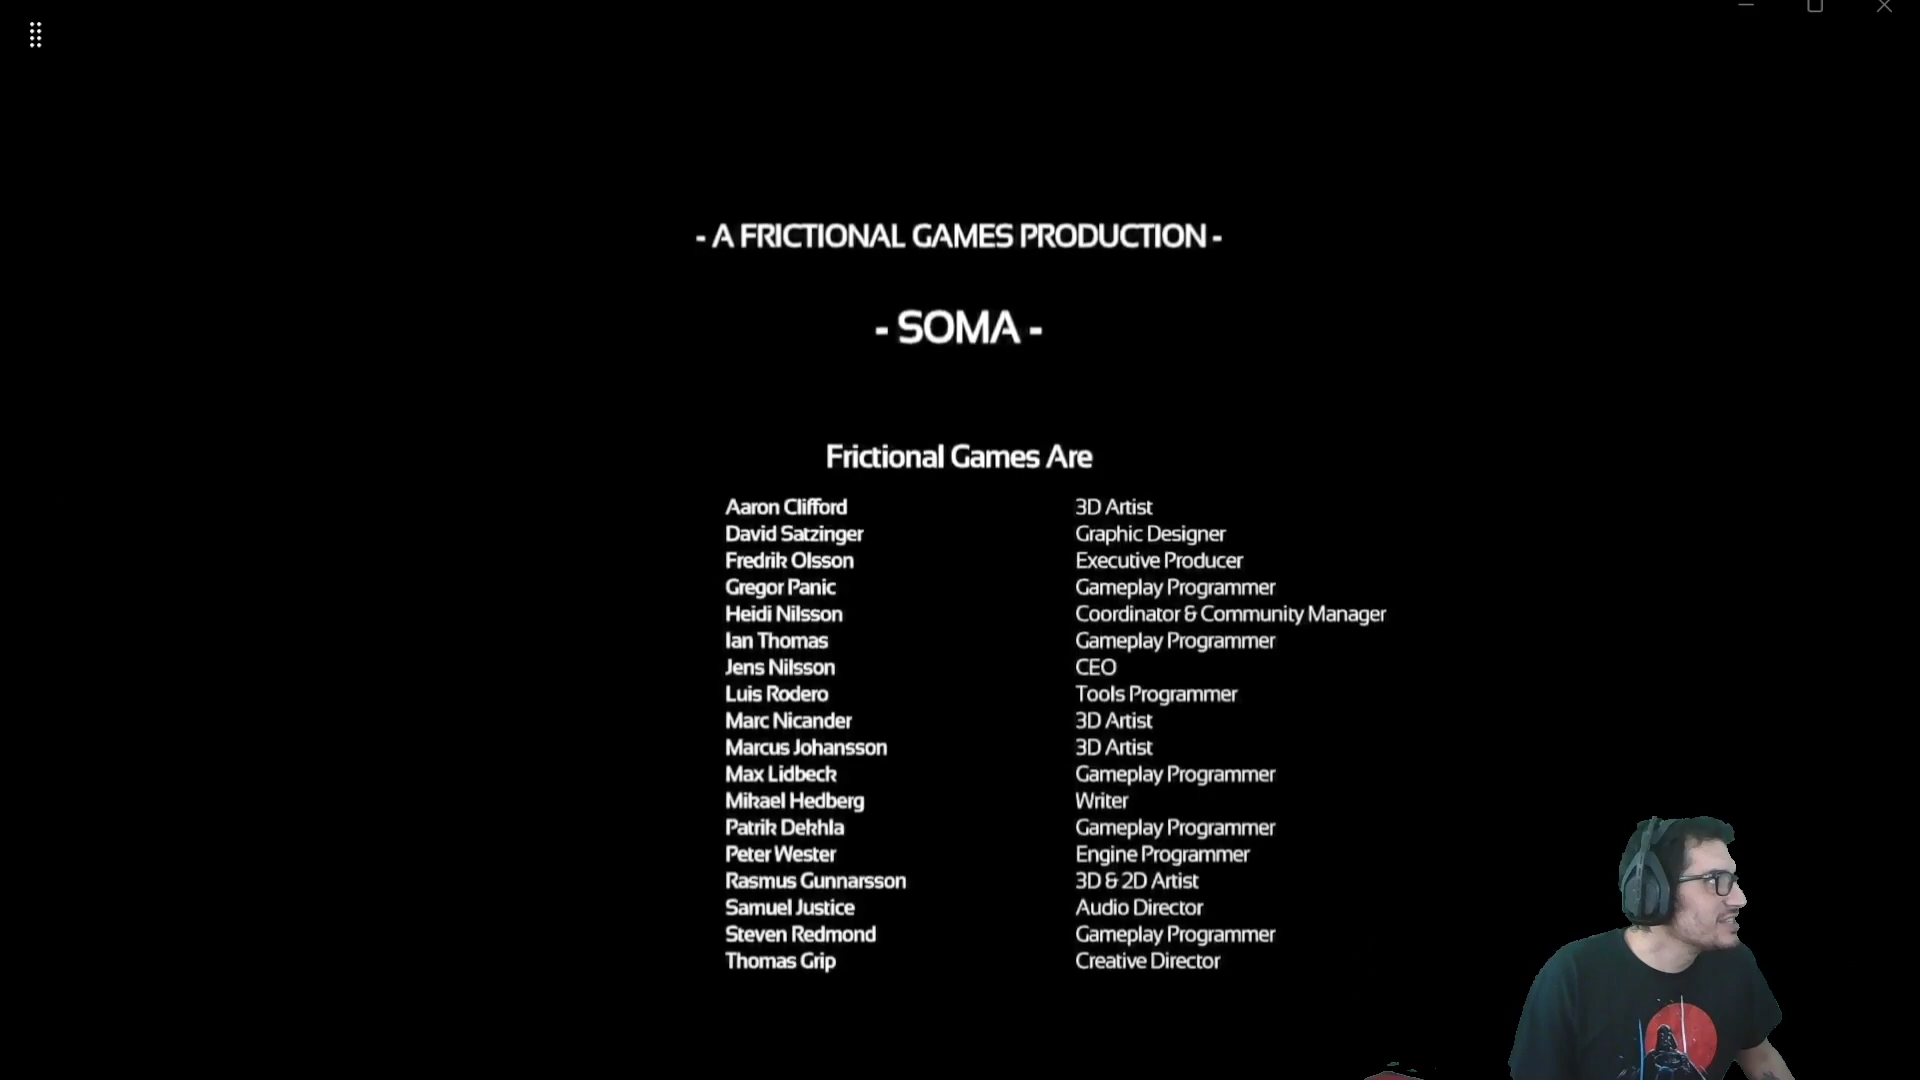 - A FRICTIONAL GAMES PRODUCTION -
- SOMA -
Frictional Games Are
Aaron Clifford 3D Artist
David Satzinger Graphic Designer
Fredrik Olsson Executive Producer
Gregor Panic Gameplay Programmer
Heidi Nilsson Coordinator & Community Manager
Ian Thomas Gameplay Programmer
Jens Nilsson CEO
Luis Rodero Tools Programmer
Marc Nicander 3D Artist
Marcus Johansson 3D Artist
Max Lidbeck Gameplay Programmer
Mikael Hedberg Writer
Patrik Dekhla Gameplay Programmer
Peter Wester Engine Programmer
Rasmus Gunnarsson 3D & 2D Artist
Samuel Justice Audio Director
Steven Redmond Gameplay Programmer
Thomas Grip Creative Director